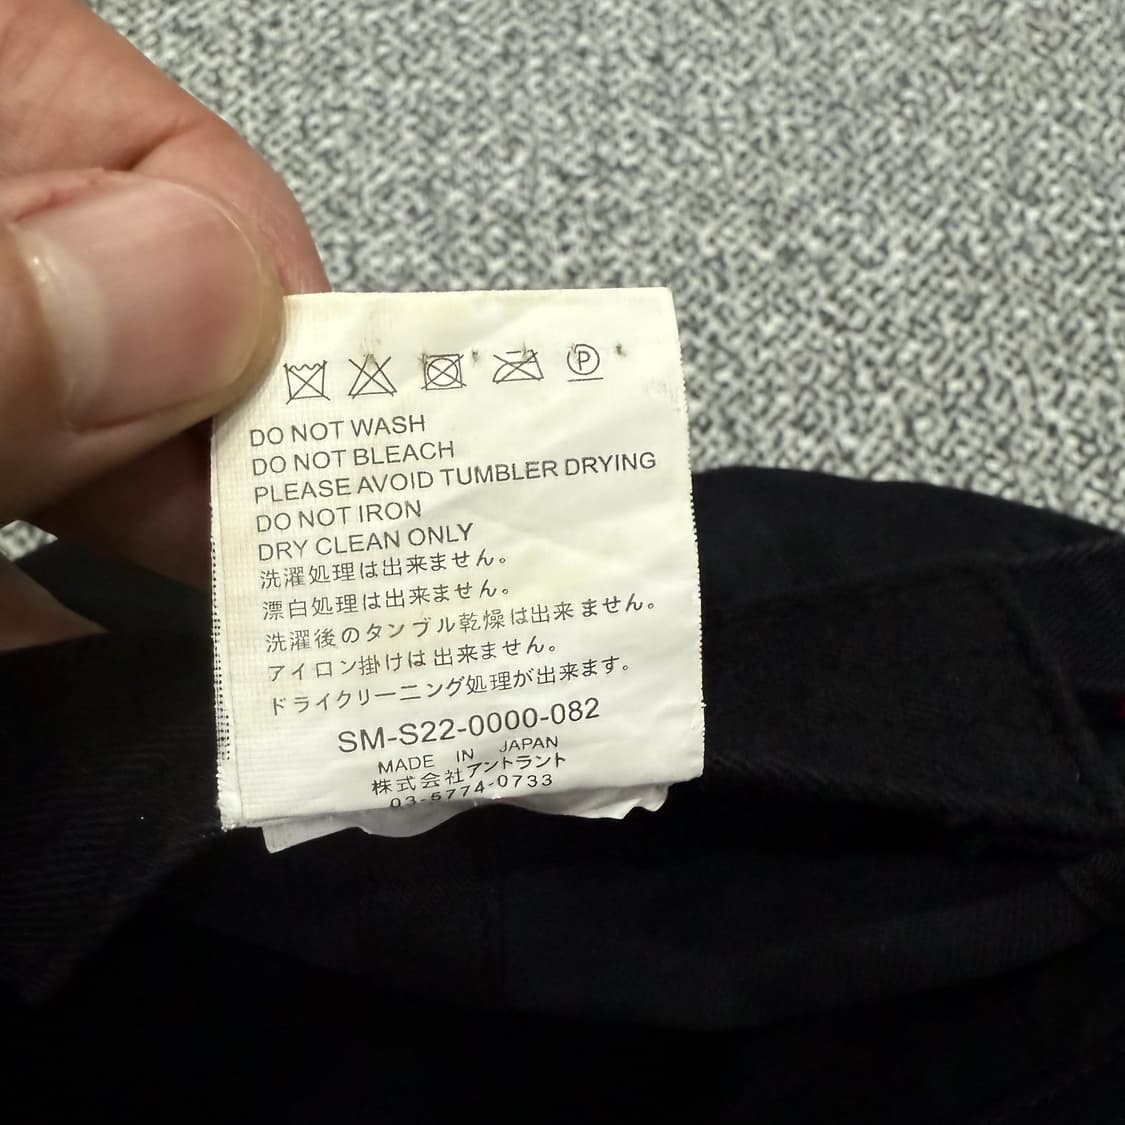 P
DO NOT WASH
DO NOT BLEACH
PLEASE AVOID TUMBLER DRYING
DO NOT IRON
DRY CLEAN ONLY
洗濯処理は出来ません。
漂白処理は出来ません。
洗濯後のタンブル乾燥は出来ません。
アイロン掛けは出来ません。
ドライクリーニング処理が出来ます。
SM-S22-0000-082
MADE IN JAPAN
株式会社アントラント
03-5774-0733